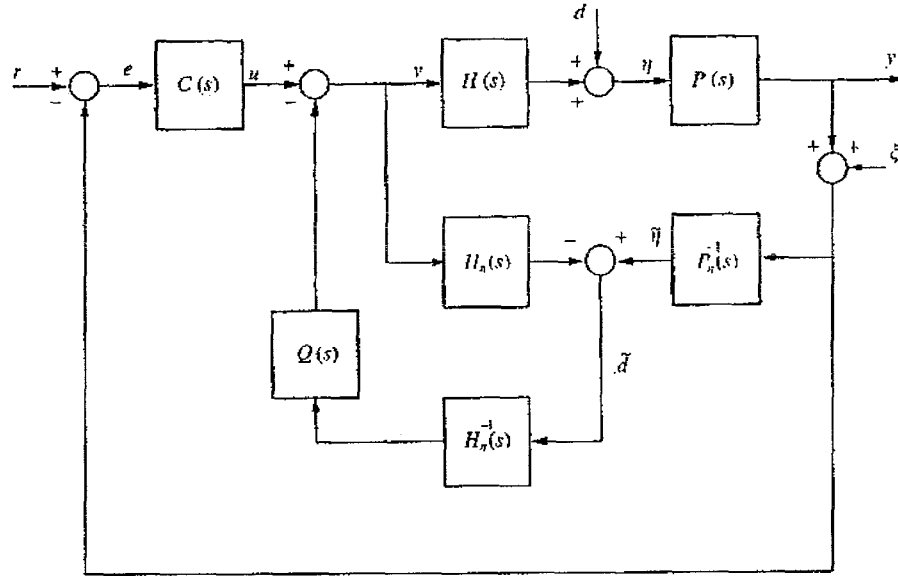 r + − e C(s) u + − v H(s) + + d η P(s) y
+ + ξ
H_n(s) − + η̃ P_n^{-1}(s)
Q(s) d̃
H_n^{-1}(s)